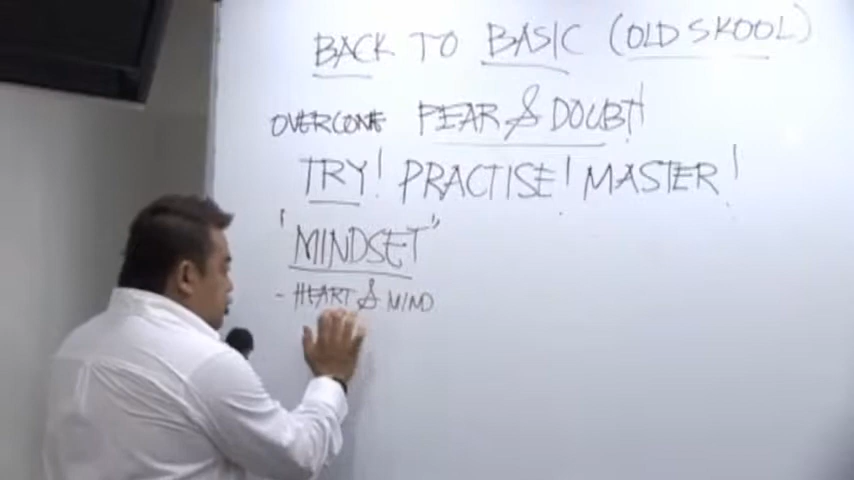 BACK TO BASIC (OLD SKOOL)
OVERCOME FEAR & DOUBT!
TRY! PRACTISE! MASTER!
"MINDSET"
- HEART & MIND